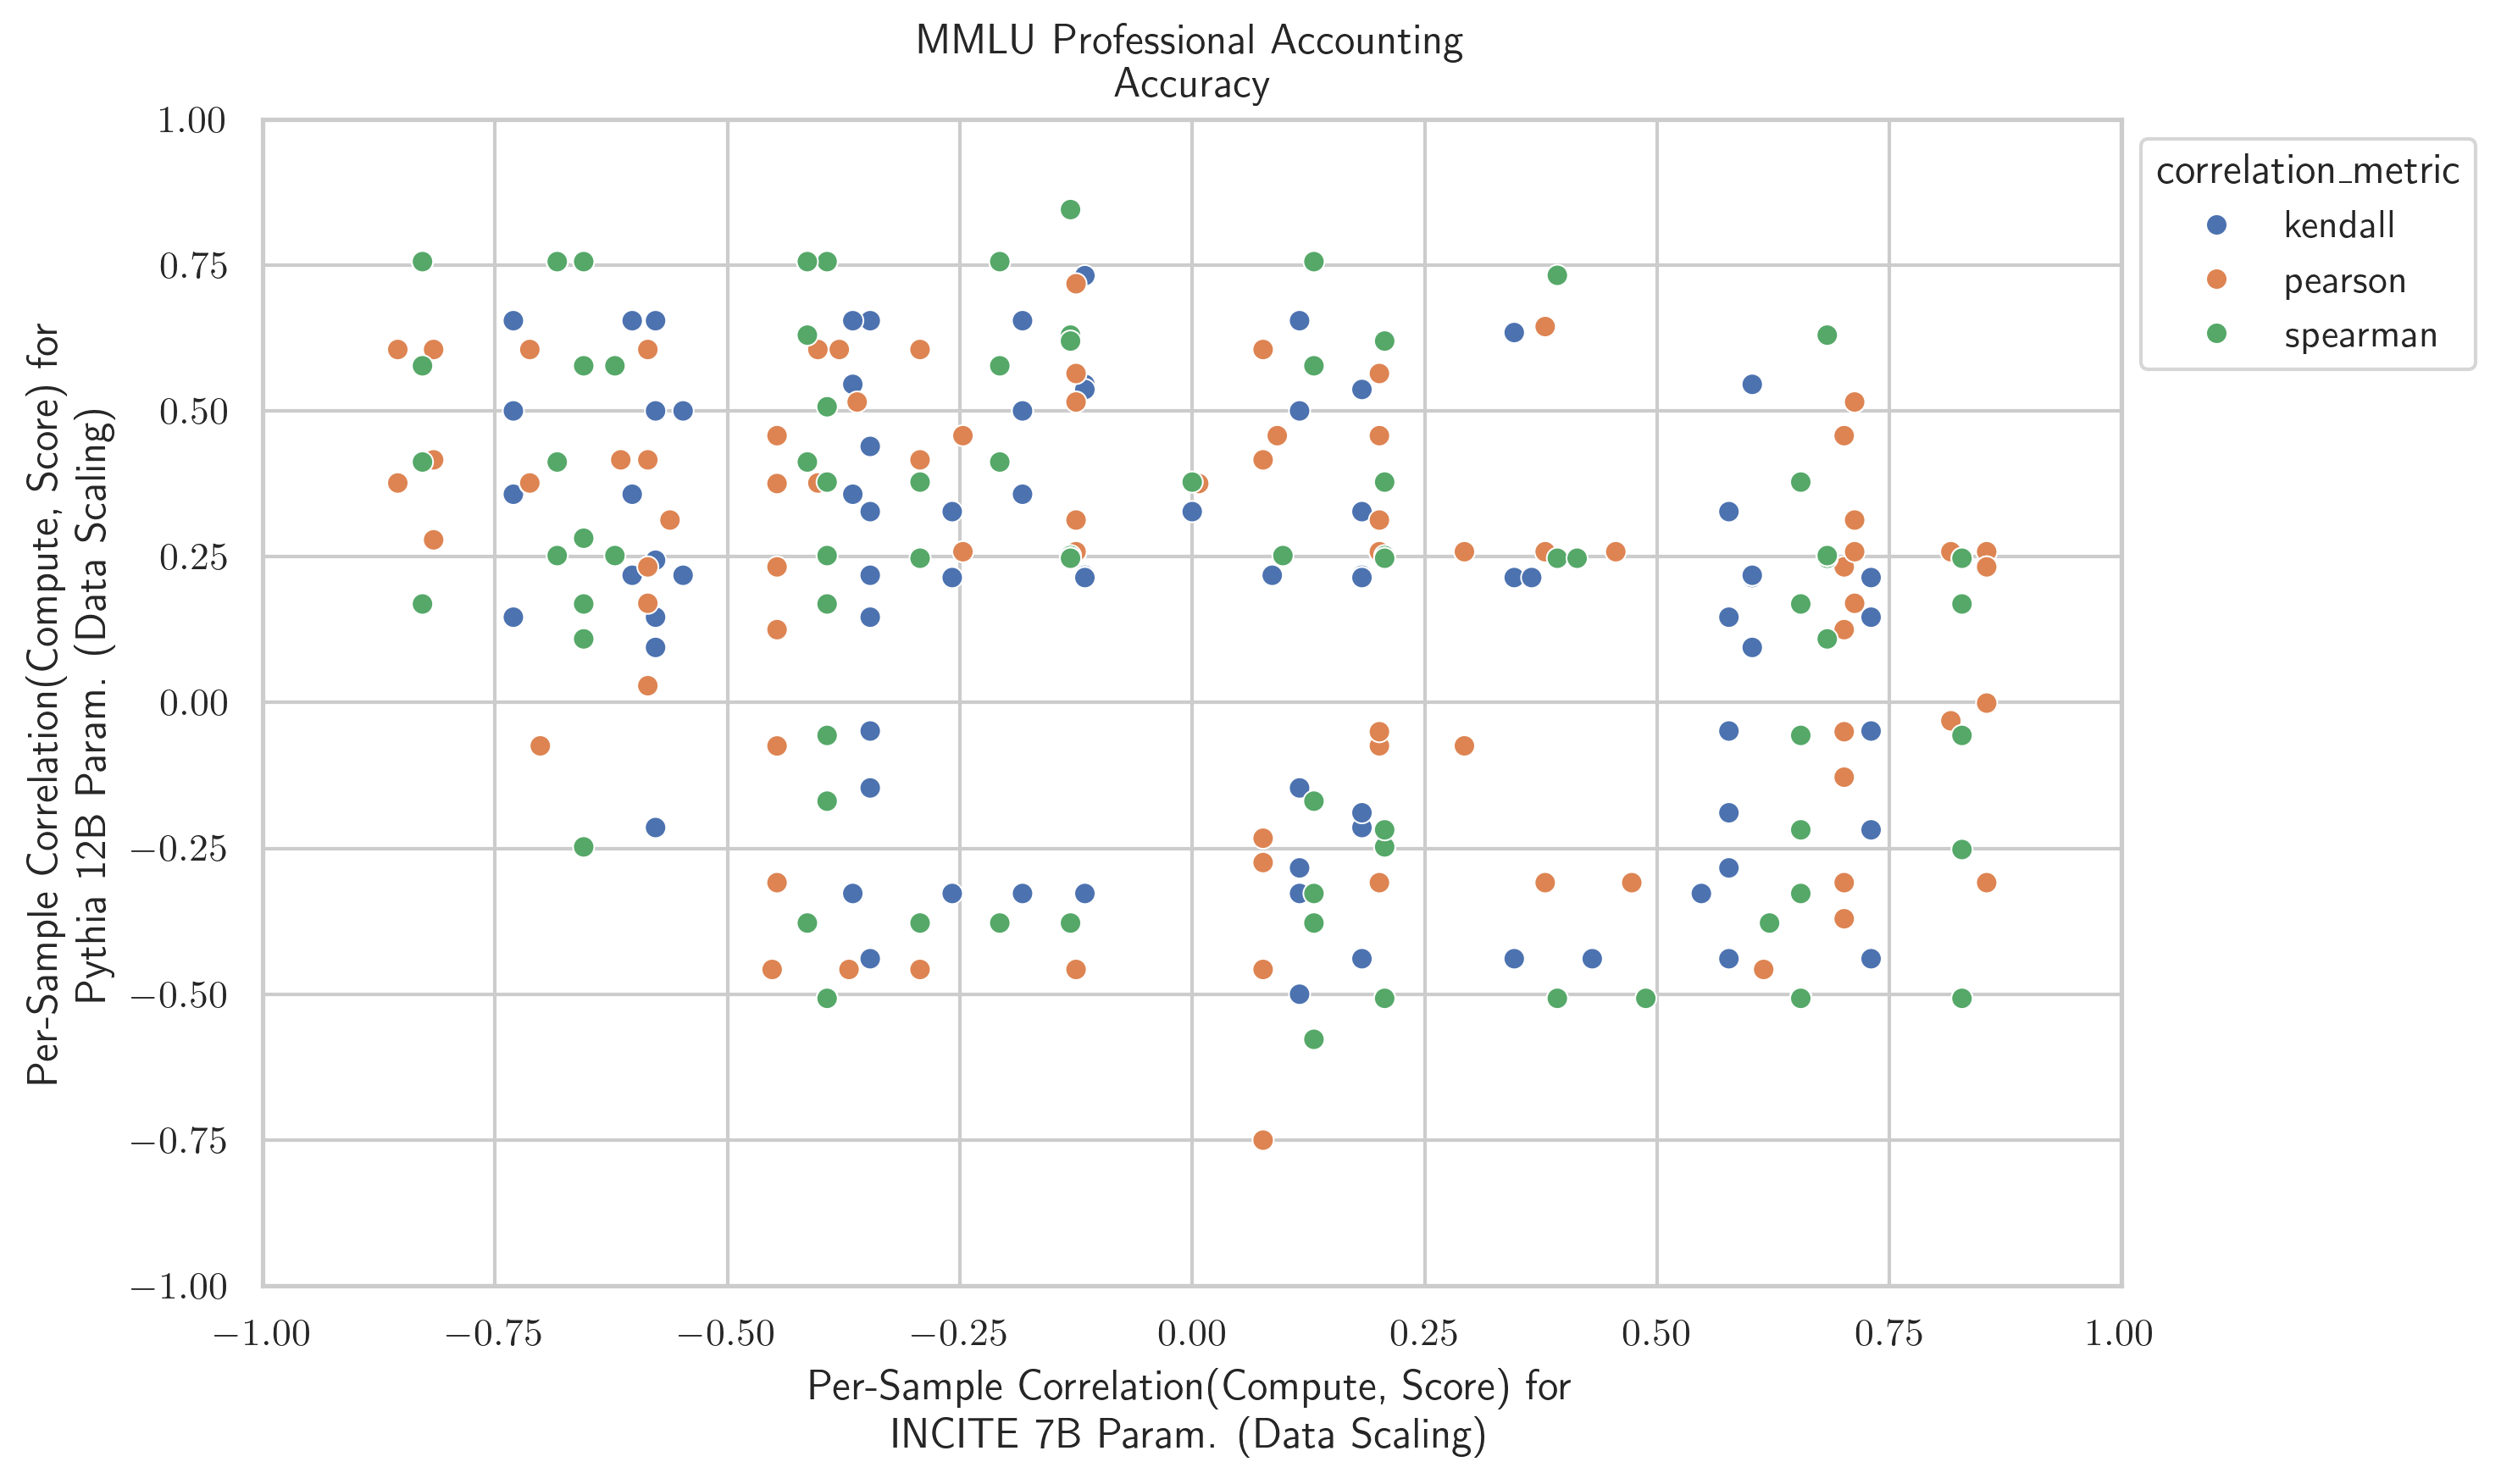 MMLU Professional Accounting
Accuracy
Per-Sample Correlation(Compute, Score) for
Pythia 12B Param. (Data Scaling)
1.00
0.75
0.50
0.25
0.00
−0.25
−0.50
−0.75
−1.00
−1.00
−0.75
−0.50
−0.25
0.00
0.25
0.50
0.75
1.00
Per-Sample Correlation(Compute, Score) for
INCITE 7B Param. (Data Scaling)
correlation_metric
kendall
pearson
spearman